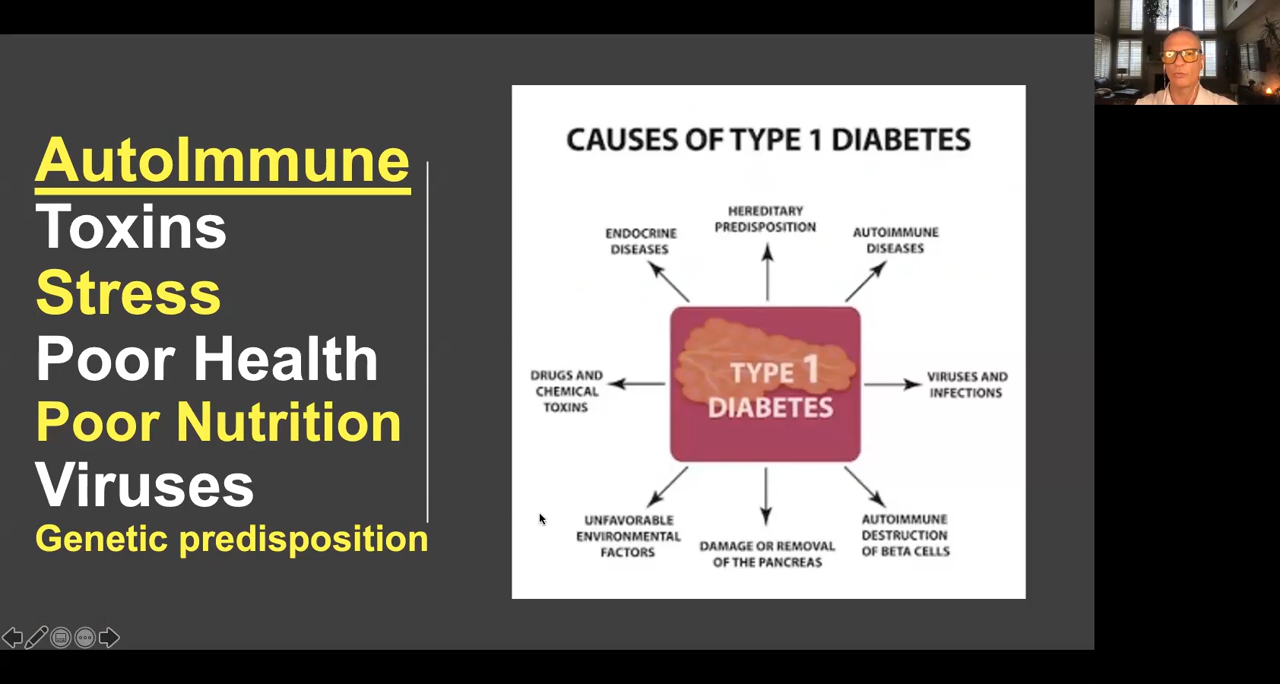 AutoImmune
Toxins
Stress
Poor Health
Poor Nutrition
Viruses
Genetic predisposition
CAUSES OF TYPE 1 DIABETES
HEREDITARY
PREDISPOSITION
ENDOCRINE
DISEASES
AUTOIMMUNE
DISEASES
DRUGS AND
CHEMICAL
TOXINS
TYPE 1
DIABETES
VIRUSES AND
INFECTIONS
UNFAVORABLE
ENVIRONMENTAL
FACTORS
DAMAGE OR REMOVAL
OF THE PANCREAS
AUTOIMMUNE
DESTRUCTION
OF BETA CELLS